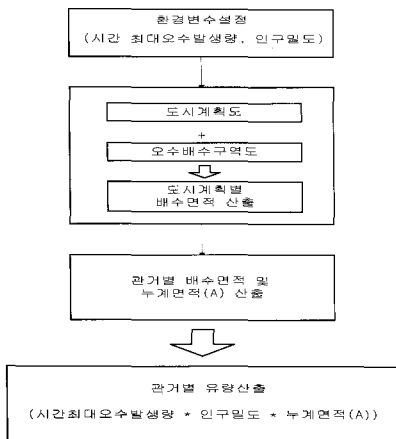 환경변수설정
(시간 최대오수발생량, 인구밀도)
도시계획도
+
오수배수구역도
도시계획별
배수면적 산출
관거별 배수면적 및
누계면적(A) 산출
관거별 유량산출
(시간최대오수발생량 * 인구밀도 * 누계면적(A))